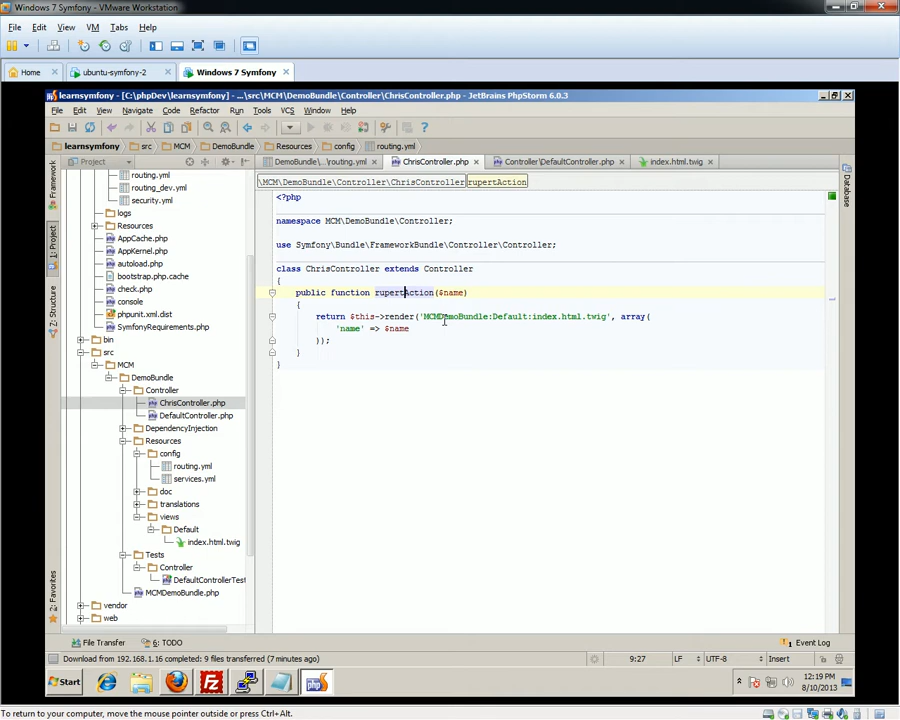 Windows 7 Symfony - VMware Workstation
File Edit View VM Tabs Help
Home ubuntu-symfony-2 Windows 7 Symfony
learnsymfony - [C:\phpDev\learnsymfony] - ...\src\MCM\DemoBundle\Controller\ChrisController.php - JetBrains PhpStorm 6.0.3
File Edit View Navigate Code Refactor Run Tools VCS Window Help
learnsymfony src MCM DemoBundle Resources config routing.yml
Project
DemoBundle\...\routing.yml ChrisController.php Controller\DefaultController.php index.html.twig
\MCM\DemoBundle\Controller\ChrisController rupertAction
Framework
1: Project
Z: Structure
2: Favorites
Database
routing.yml
routing_dev.yml
security.yml
logs
Resources
AppCache.php
AppKernel.php
autoload.php
bootstrap.php.cache
check.php
console
phpunit.xml.dist
SymfonyRequirements.php
bin
src
MCM
DemoBundle
Controller
ChrisController.php
DefaultController.php
DependencyInjection
Resources
config
routing.yml
services.yml
doc
translations
views
Default
index.html.twig
Tests
Controller
DefaultControllerTest
MCMDemoBundle.php
vendor
web
<?php
namespace MCM\DemoBundle\Controller;
use Symfony\Bundle\FrameworkBundle\Controller\Controller;
class ChrisController extends Controller
{
public function rupertAction($name)
{
return $this->render('MCMDemoBundle:Default:index.html.twig', array(
'name' => $name
));
}
}
File Transfer 6: TODO Event Log
Download from 192.168.1.16 completed: 9 files transferred (7 minutes ago) 9:27 LF UTF-8 Insert
Start
12:19 PM
8/10/2013
To return to your computer, move the mouse pointer outside or press Ctrl+Alt.